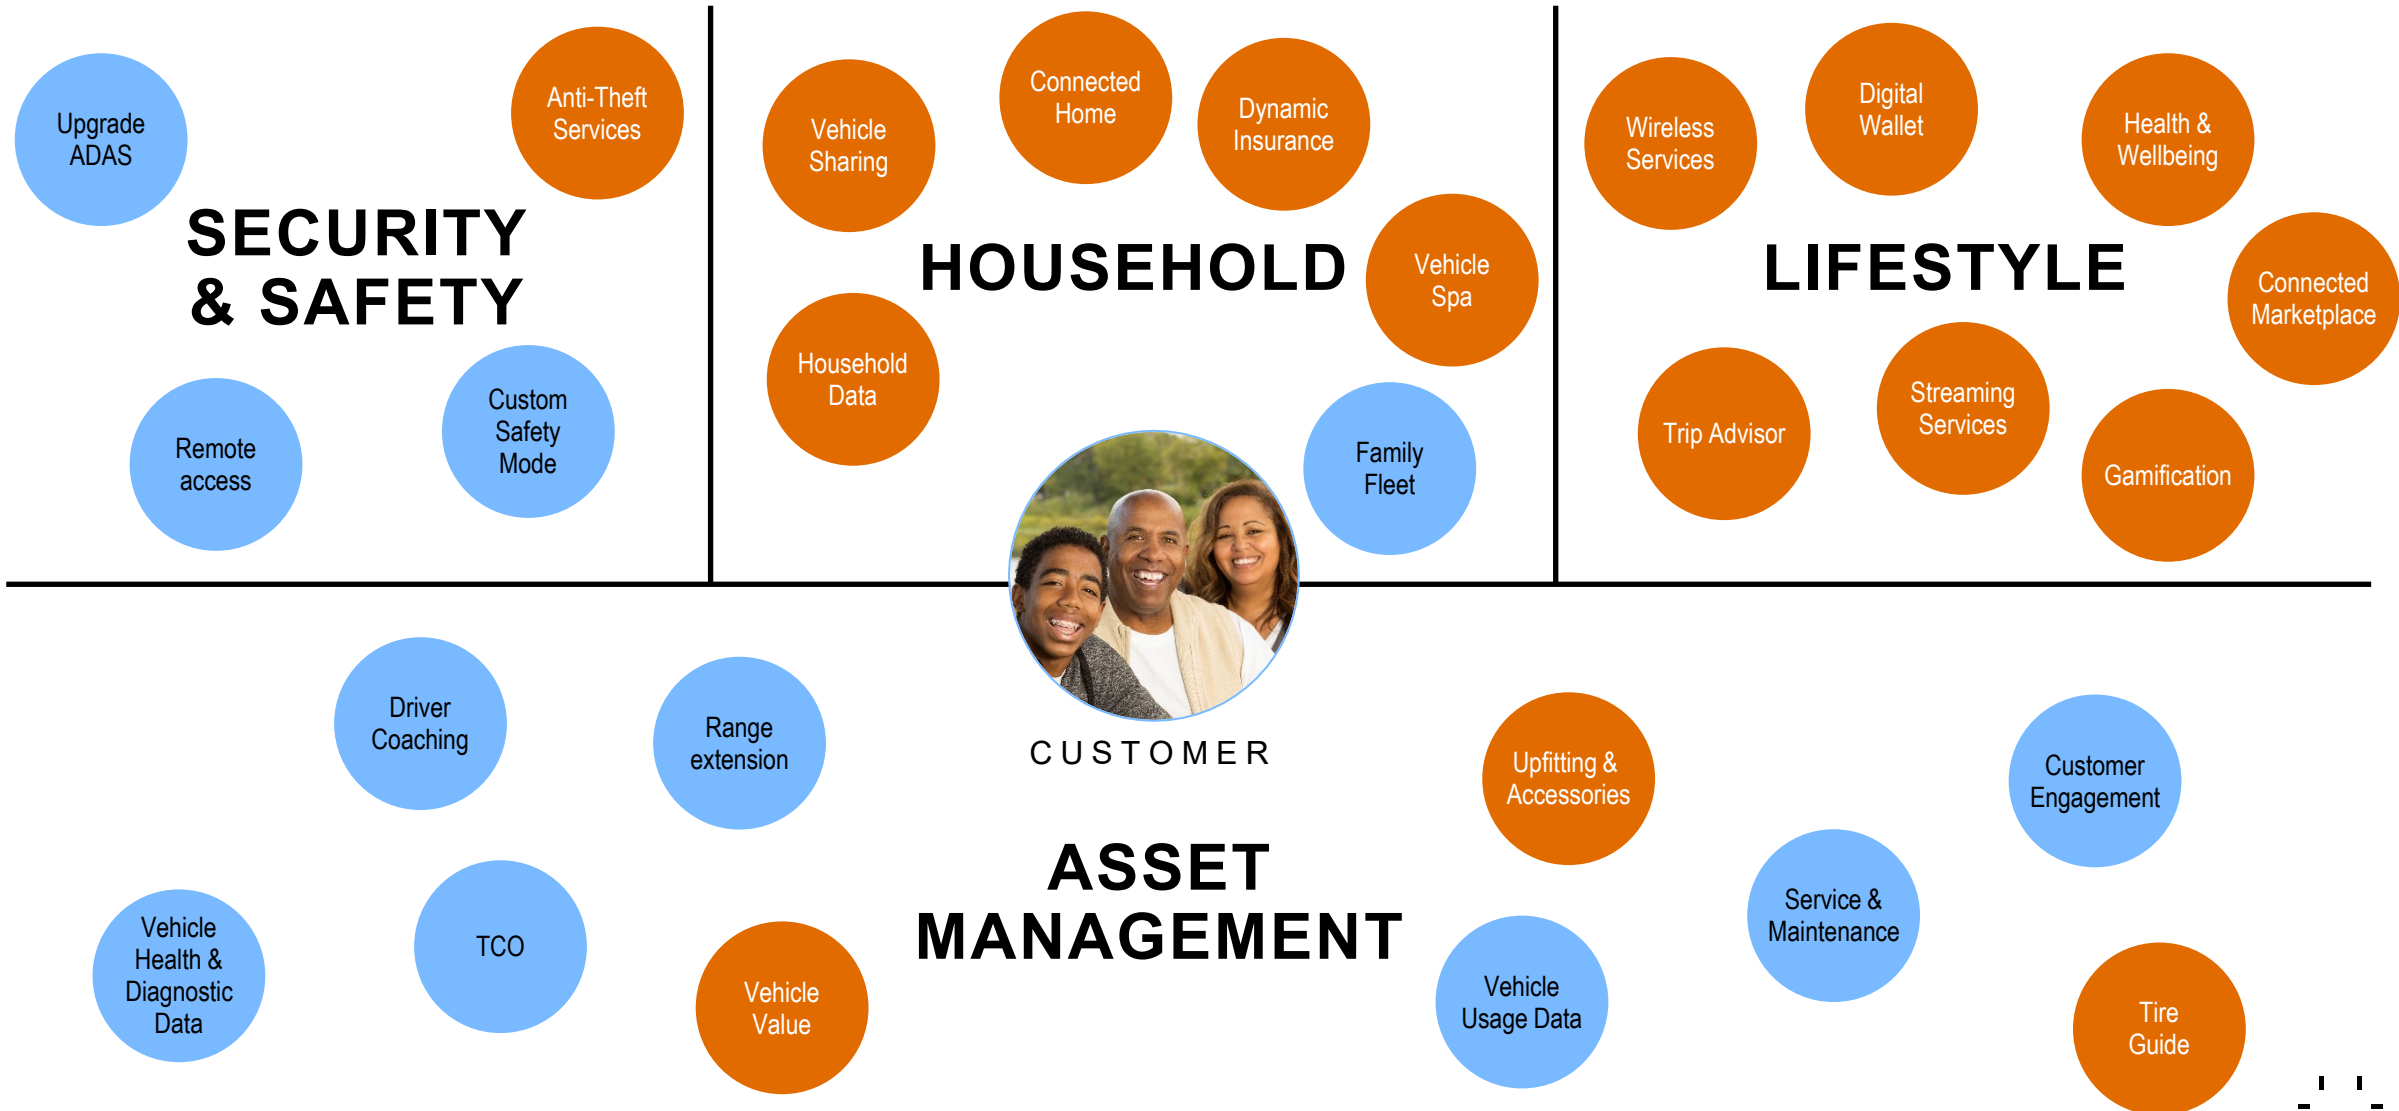 Upgrade
ADAS
Anti-Theft
Services
SECURITY
& SAFETY
Remote
access
Custom
Safety
Mode
Vehicle
Sharing
Connected
Home
Dynamic
Insurance
HOUSEHOLD
Vehicle
Spa
Household
Data
Family
Fleet
Wireless
Services
Digital
Wallet
Health &
Wellbeing
LIFESTYLE
Connected
Marketplace
Trip Advisor
Streaming
Services
Gamification
CUSTOMER
Driver
Coaching
Range
extension
Vehicle
Health &
Diagnostic
Data
TCO
Vehicle
Value
ASSET
MANAGEMENT
Upfitting &
Accessories
Customer
Engagement
Service &
Maintenance
Vehicle
Usage Data
Tire
Guide